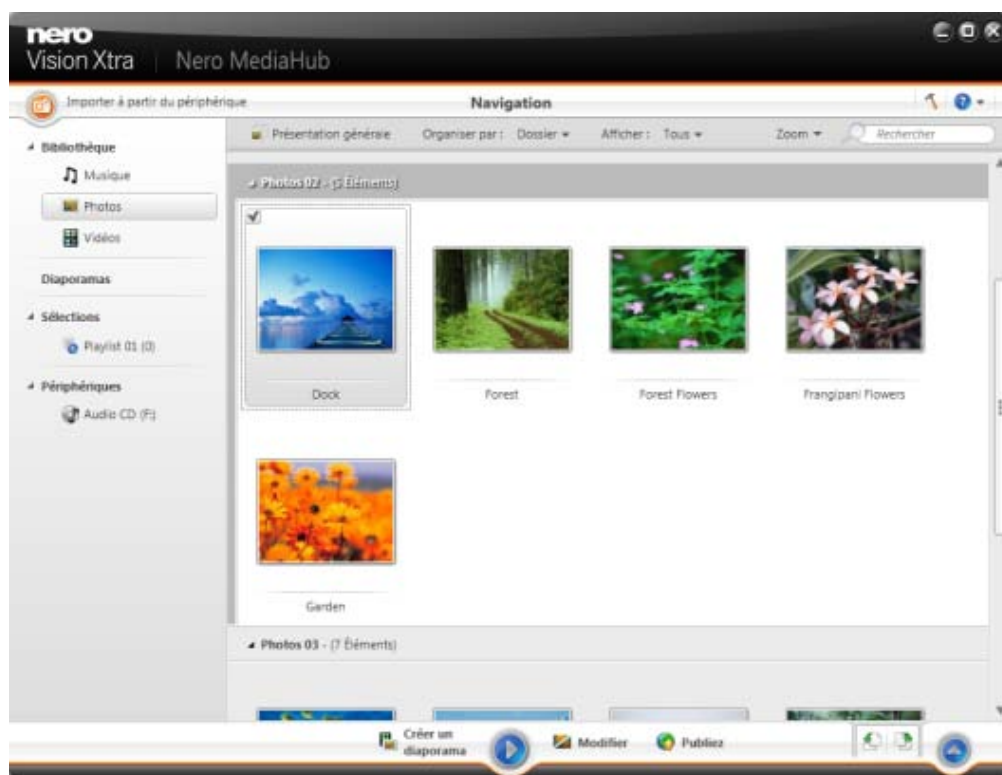 nero
Vision Xtra | Nero MediaHub
Importer à partir du périphérique
Navigation
Bibliothèque
Musique
Photos
Vidéos
Diaporamas
Sélections
Playlist 01 (0)
Périphériques
Audio CD (F:)
Présentation générale Organiser par : Dossier Afficher : Tous Zoom Rechercher
Photos 02 - (5 Éléments)
Dock Forest Forest Flowers Frangipani Flowers
Garden
Photos 03 - (7 Éléments)
Créer un diaporama
Modifier
Publiez